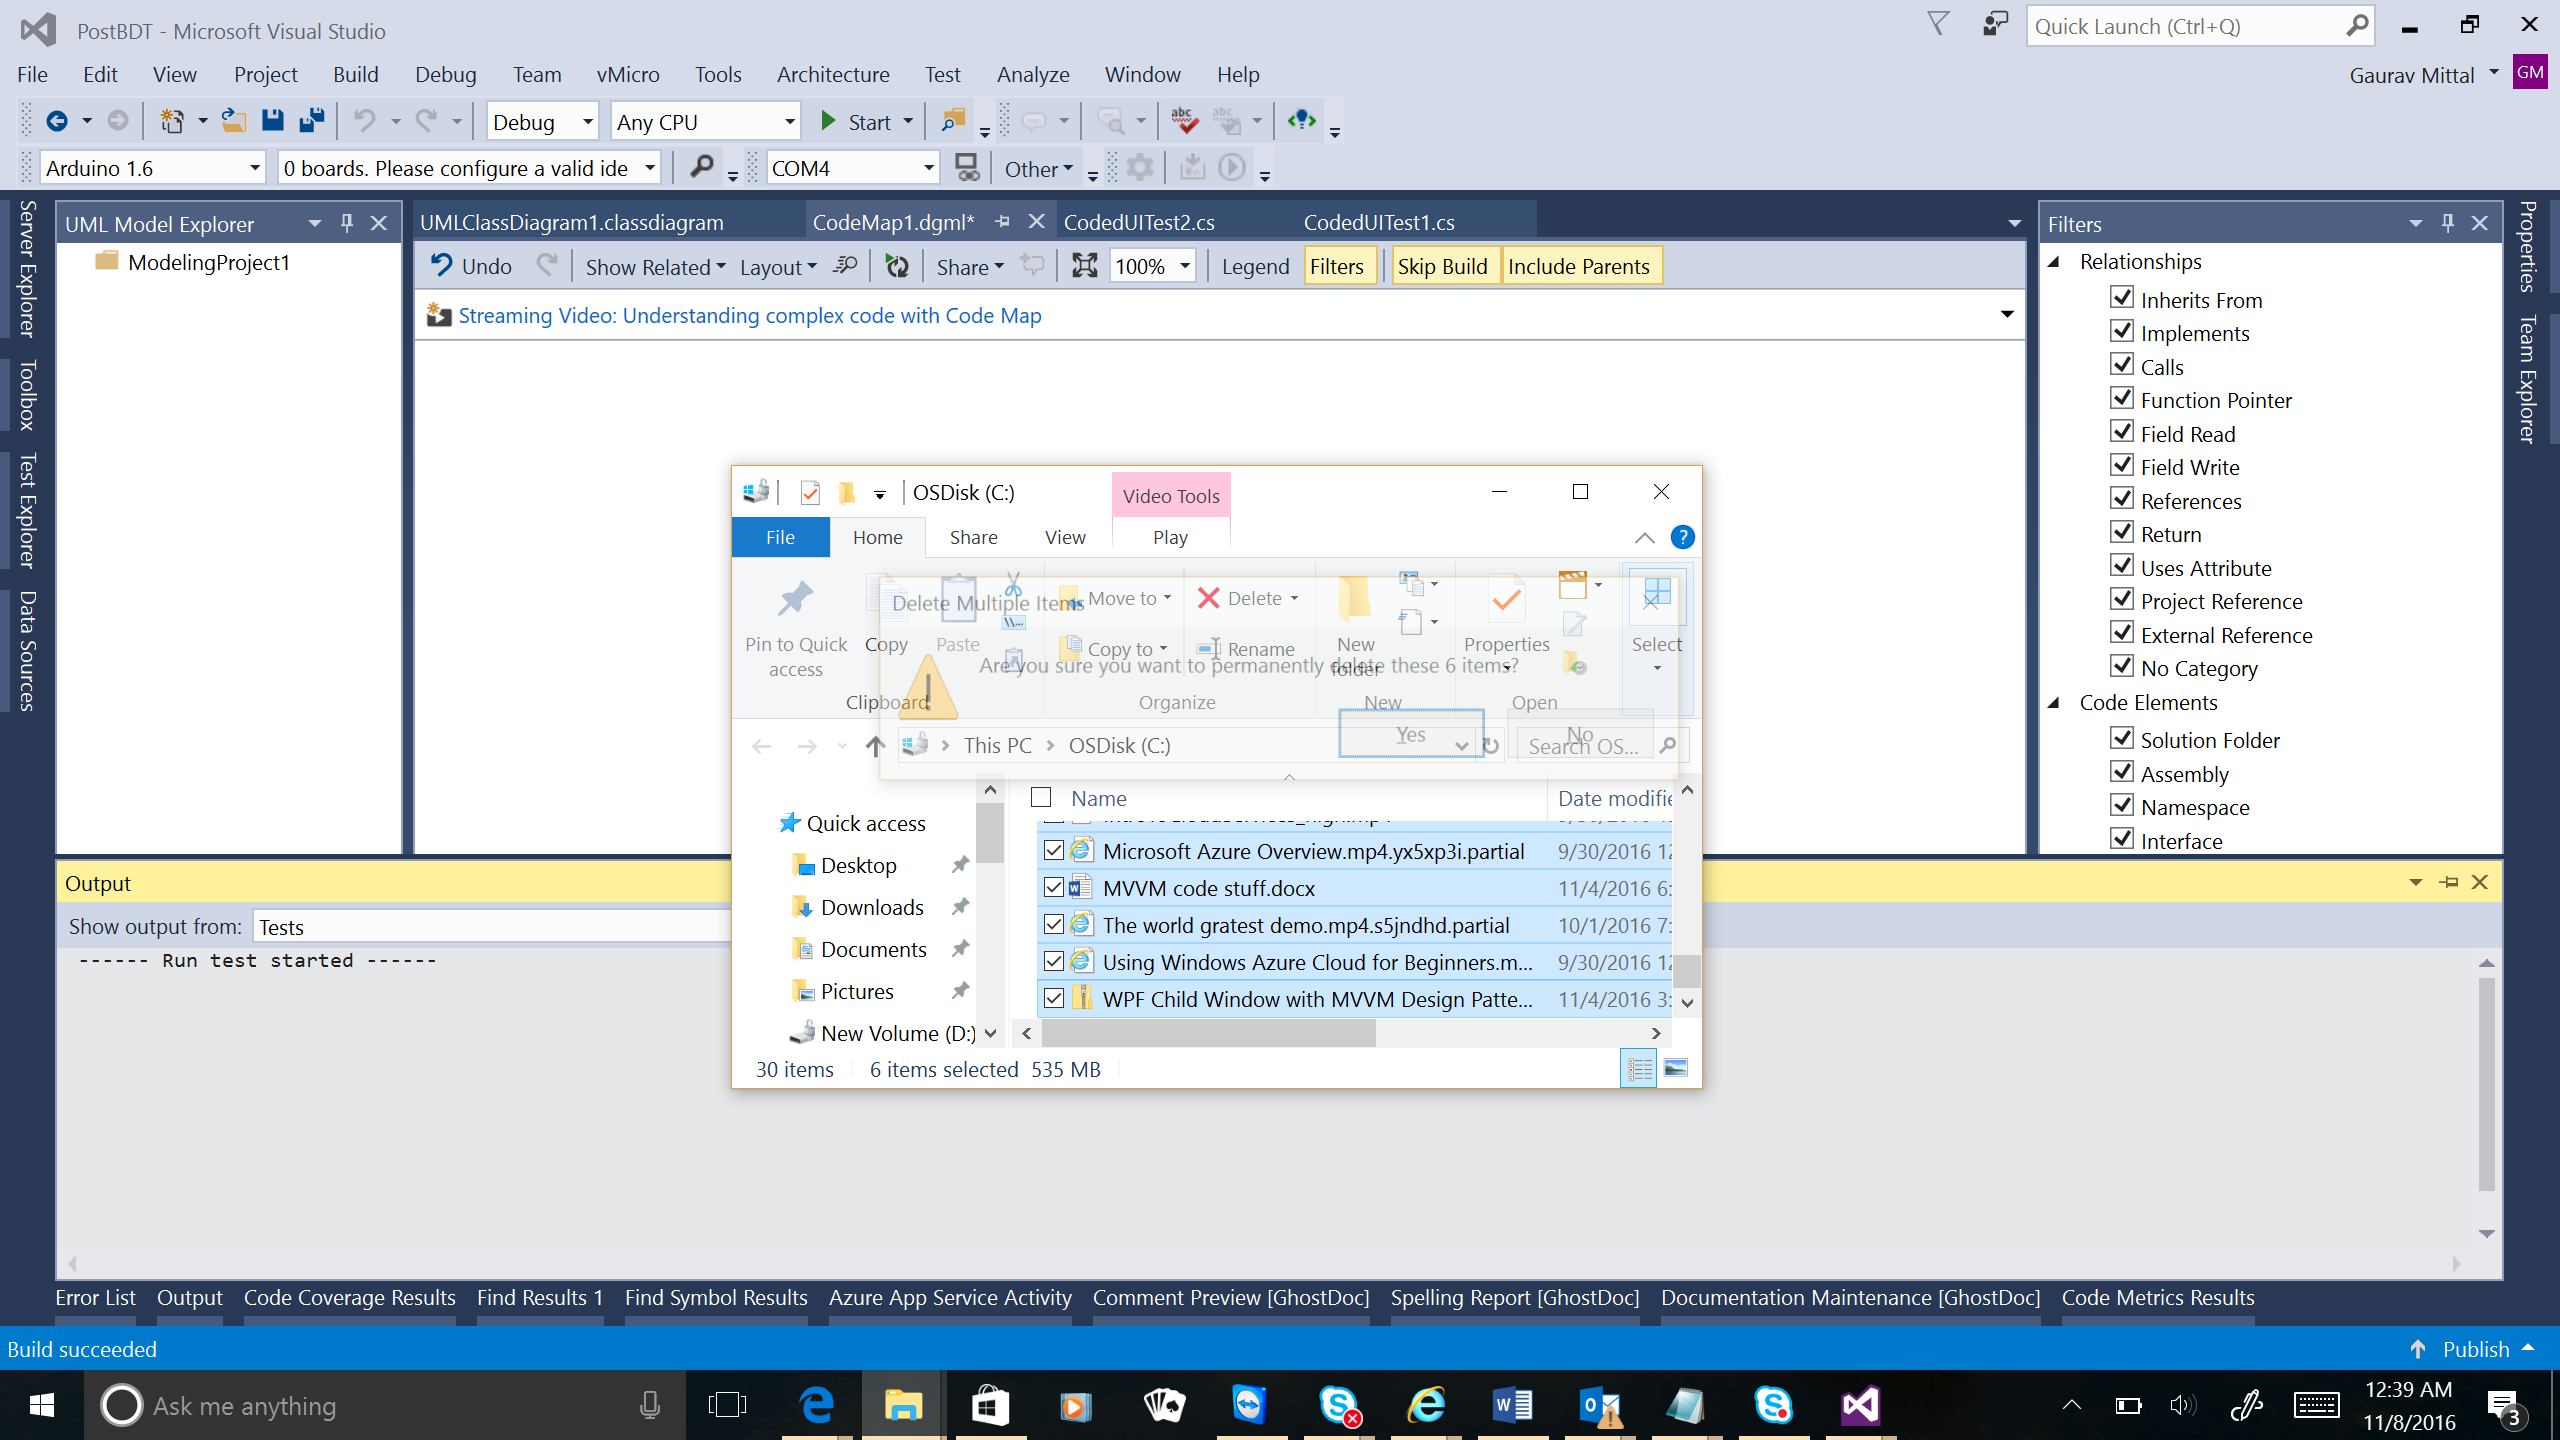 PostBDT - Microsoft Visual Studio
Quick Launch (Ctrl+Q)
File Edit View Project Build Debug Team vMicro Tools Architecture Test Analyze Window Help
Gaurav Mittal GM
Debug Any CPU Start
Arduino 1.6 0 boards. Please configure a valid ide COM4 Other
Server Explorer
Toolbox
Test Explorer
Data Sources
UML Model Explorer
ModelingProject1
UMLClassDiagram1.classdiagram CodeMap1.dgml* CodedUITest2.cs CodedUITest1.cs
Undo Show Related Layout Share 100% Legend Filters Skip Build Include Parents
Streaming Video: Understanding complex code with Code Map
Filters
Relationships
Inherits From
Implements
Calls
Function Pointer
Field Read
Field Write
References
Return
Uses Attribute
Project Reference
External Reference
No Category
Code Elements
Solution Folder
Assembly
Namespace
Interface
Properties
Team Explorer
OSDisk (C:) Video Tools
File Home Share View Play
Pin to Quick access
Copy
Paste
Clipboard
Move to
Copy to
Delete
Rename
Organize
New folder
New
Properties
Open
Select
Delete Multiple Items
Are you sure you want to permanently delete these 6 items?
Yes No
This PC OSDisk (C:) Search OS...
Quick access
Desktop
Downloads
Documents
Pictures
New Volume (D:)
Name Date modifie
Microsoft Azure Overview.mp4.yx5xp3i.partial 9/30/2016 12
MVVM code stuff.docx 11/4/2016 6:
The world gratest demo.mp4.s5jndhd.partial 10/1/2016 7:
Using Windows Azure Cloud for Beginners.m... 9/30/2016 12
WPF Child Window with MVVM Design Patte... 11/4/2016 3:
30 items 6 items selected 535 MB
Output
Show output from: Tests
------ Run test started ------
Error List Output Code Coverage Results Find Results 1 Find Symbol Results Azure App Service Activity Comment Preview [GhostDoc] Spelling Report [GhostDoc] Documentation Maintenance [GhostDoc] Code Metrics Results
Build succeeded
Publish
Ask me anything
12:39 AM
11/8/2016
3